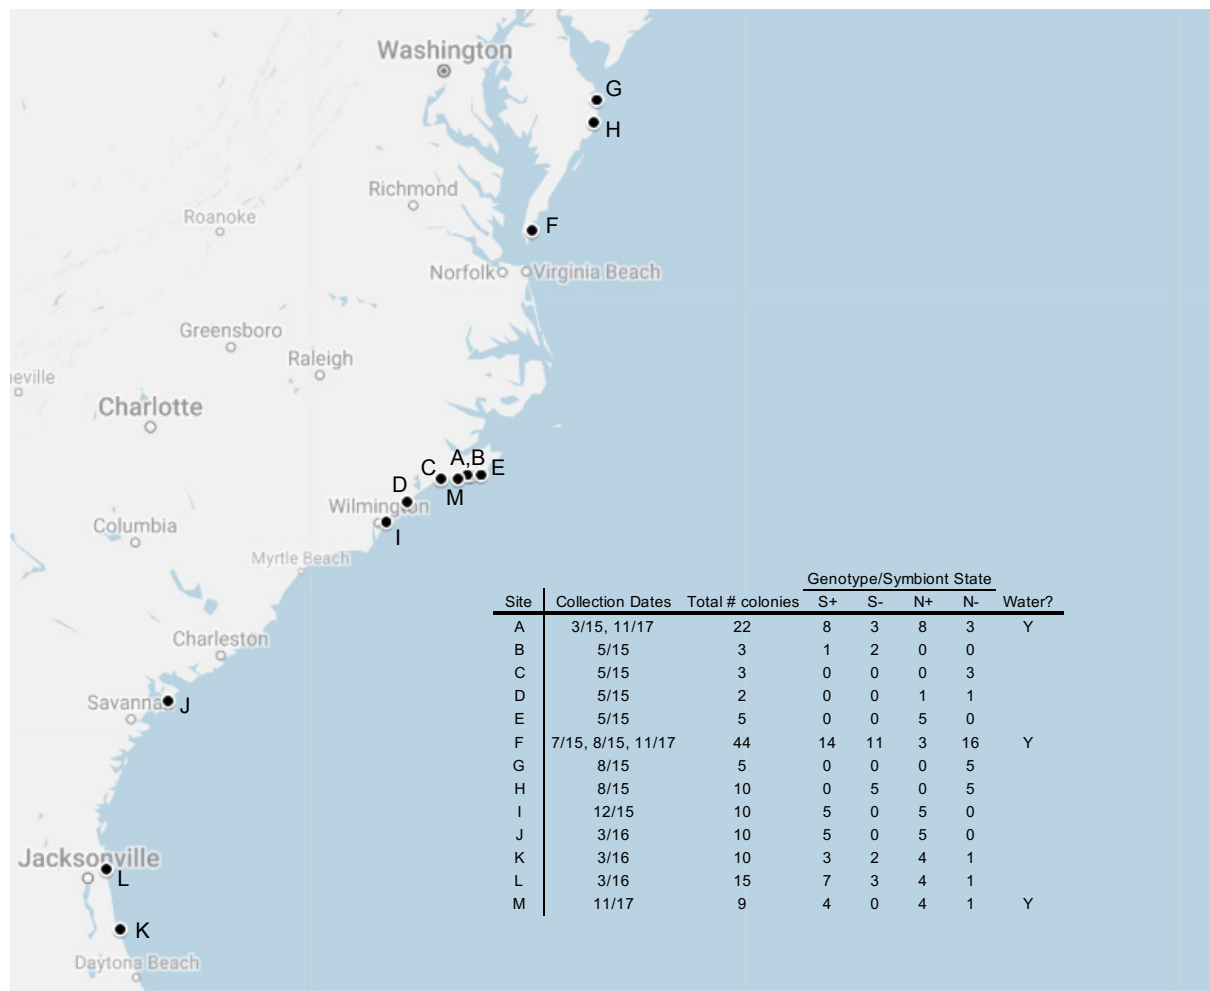 Washington
G
H
Richmond
Roanoke
F
Norfolk
Virginia Beach
Greensboro
Raleigh
eville
Charlotte
A,B
C
E
D
M
Wilmington
I
Columbia
Myrtle Beach
Charleston
Savanna
J
Jacksonville
L
K
Daytona Beach
Genotype/Symbiont State
Site Collection Dates Total # colonies S+ S- N+ N- Water?
A 3/15, 11/17 22 8 3 8 3 Y
B 5/15 3 1 2 0 0
C 5/15 3 0 0 0 3
D 5/15 2 0 0 1 1
E 5/15 5 0 0 5 0
F 7/15, 8/15, 11/17 44 14 11 3 16 Y
G 8/15 5 0 0 0 5
H 8/15 10 0 5 0 5
I 12/15 10 5 0 5 0
J 3/16 10 5 0 5 0
K 3/16 10 3 2 4 1
L 3/16 15 7 3 4 1
M 11/17 9 4 0 4 1 Y